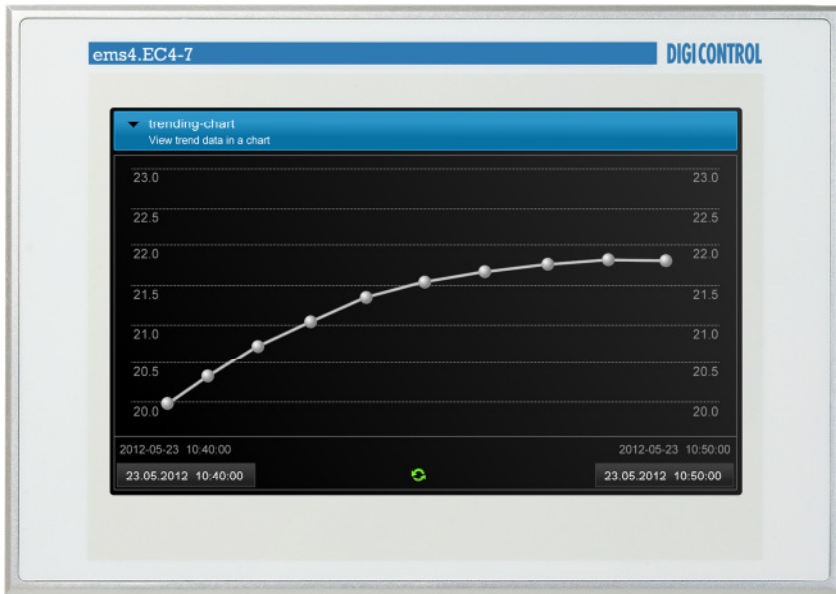 ems4.EC4-7
DIGICONTROL
trending-chart
View trend data in a chart
23.0 23.0
22.5 22.5
22.0 22.0
21.5 21.5
21.0 21.0
20.5 20.5
20.0 20.0
2012-05-23 10:40:00 2012-05-23 10:50:00
23.05.2012 10:40:00 23.05.2012 10:50:00